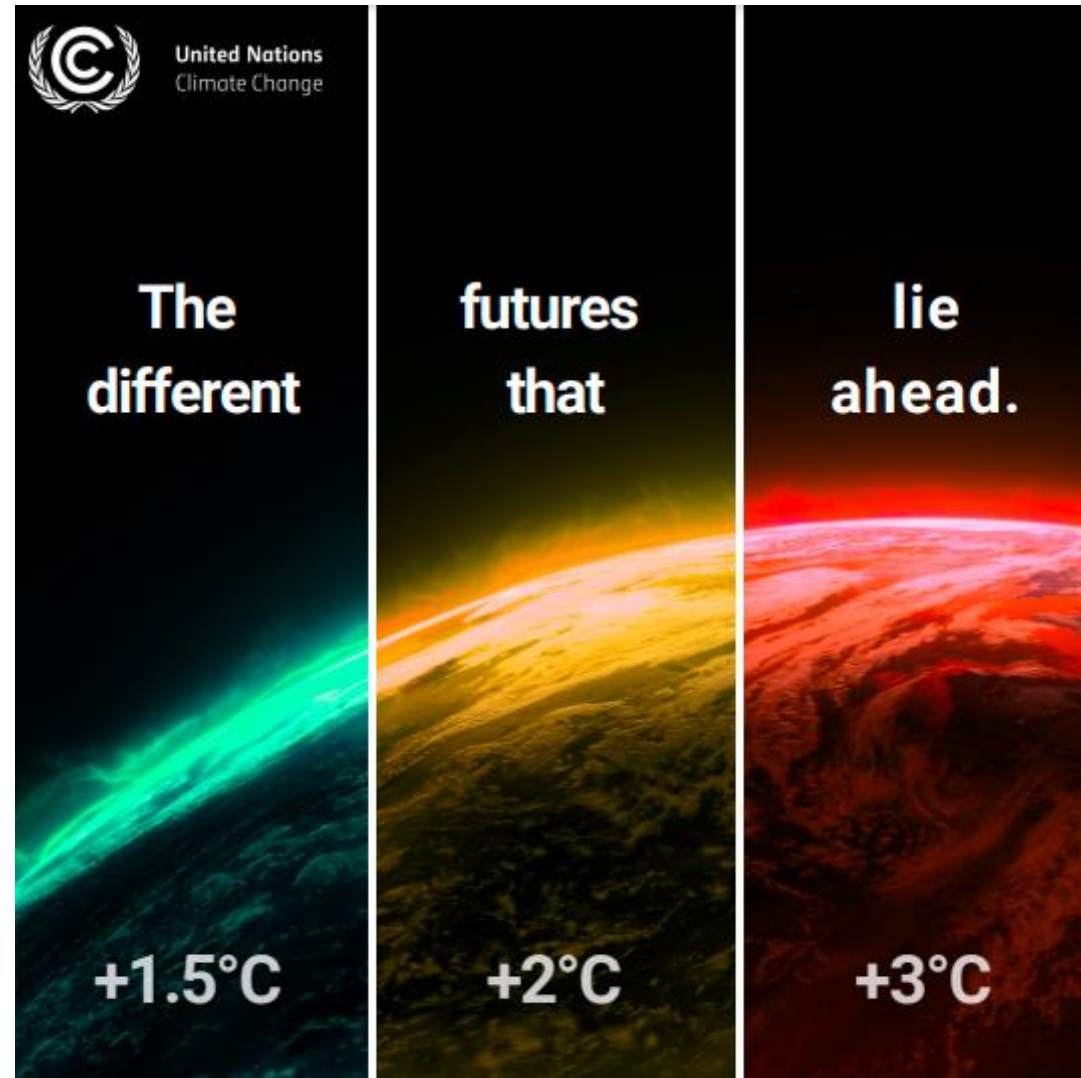 United Nations
Climate Change
The
different
futures
that
lie
ahead.
+1.5°C
+2°C
+3°C